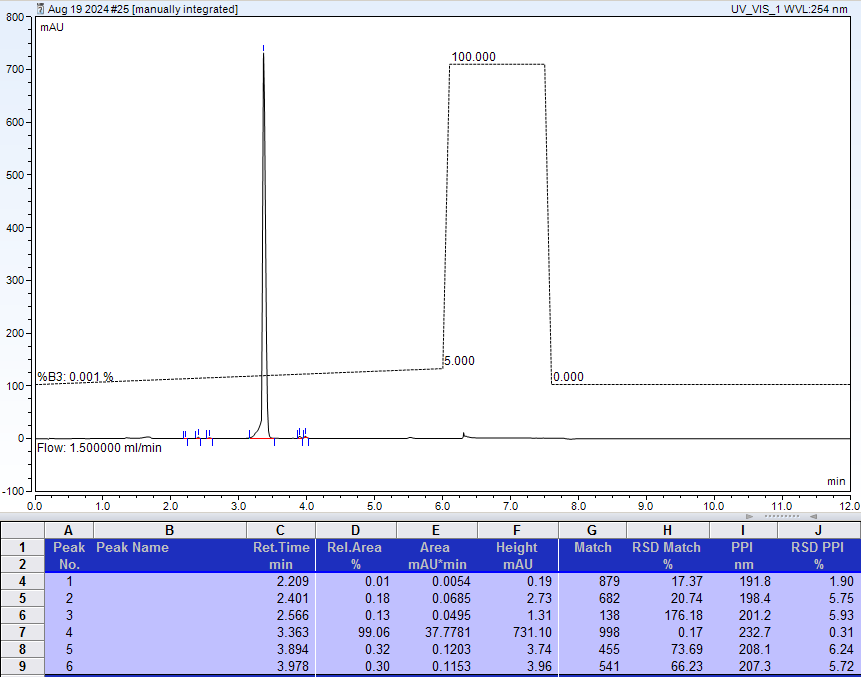 Aug 19 2024 #25 [manually integrated] UV_VIS_1 WVL:254 nm
800
mAU
700
600
500
400
300
200
100
0
-100
100.000
5.000
%B3: 0.001 %
0.000
Flow: 1.500000 ml/min
min
0.0 1.0 2.0 3.0 4.0 5.0 6.0 7.0 8.0 9.0 10.0 11.0 12.0
A B C D E F G H I J
1 Peak Peak Name Ret.Time Rel.Area Area Height Match RSD Match PPI RSD PPI
2 No. min % mAU*min mAU % nm %
4 1 2.209 0.01 0.0054 0.19 879 17.37 191.8 1.90
5 2 2.401 0.18 0.0685 2.73 682 20.74 198.4 5.75
6 3 2.566 0.13 0.0495 1.31 138 176.18 201.2 5.93
7 4 3.363 99.06 37.7781 731.10 998 0.17 232.7 0.31
8 5 3.894 0.32 0.1203 3.74 455 73.69 208.1 6.24
9 6 3.978 0.30 0.1153 3.96 541 66.23 207.3 5.72